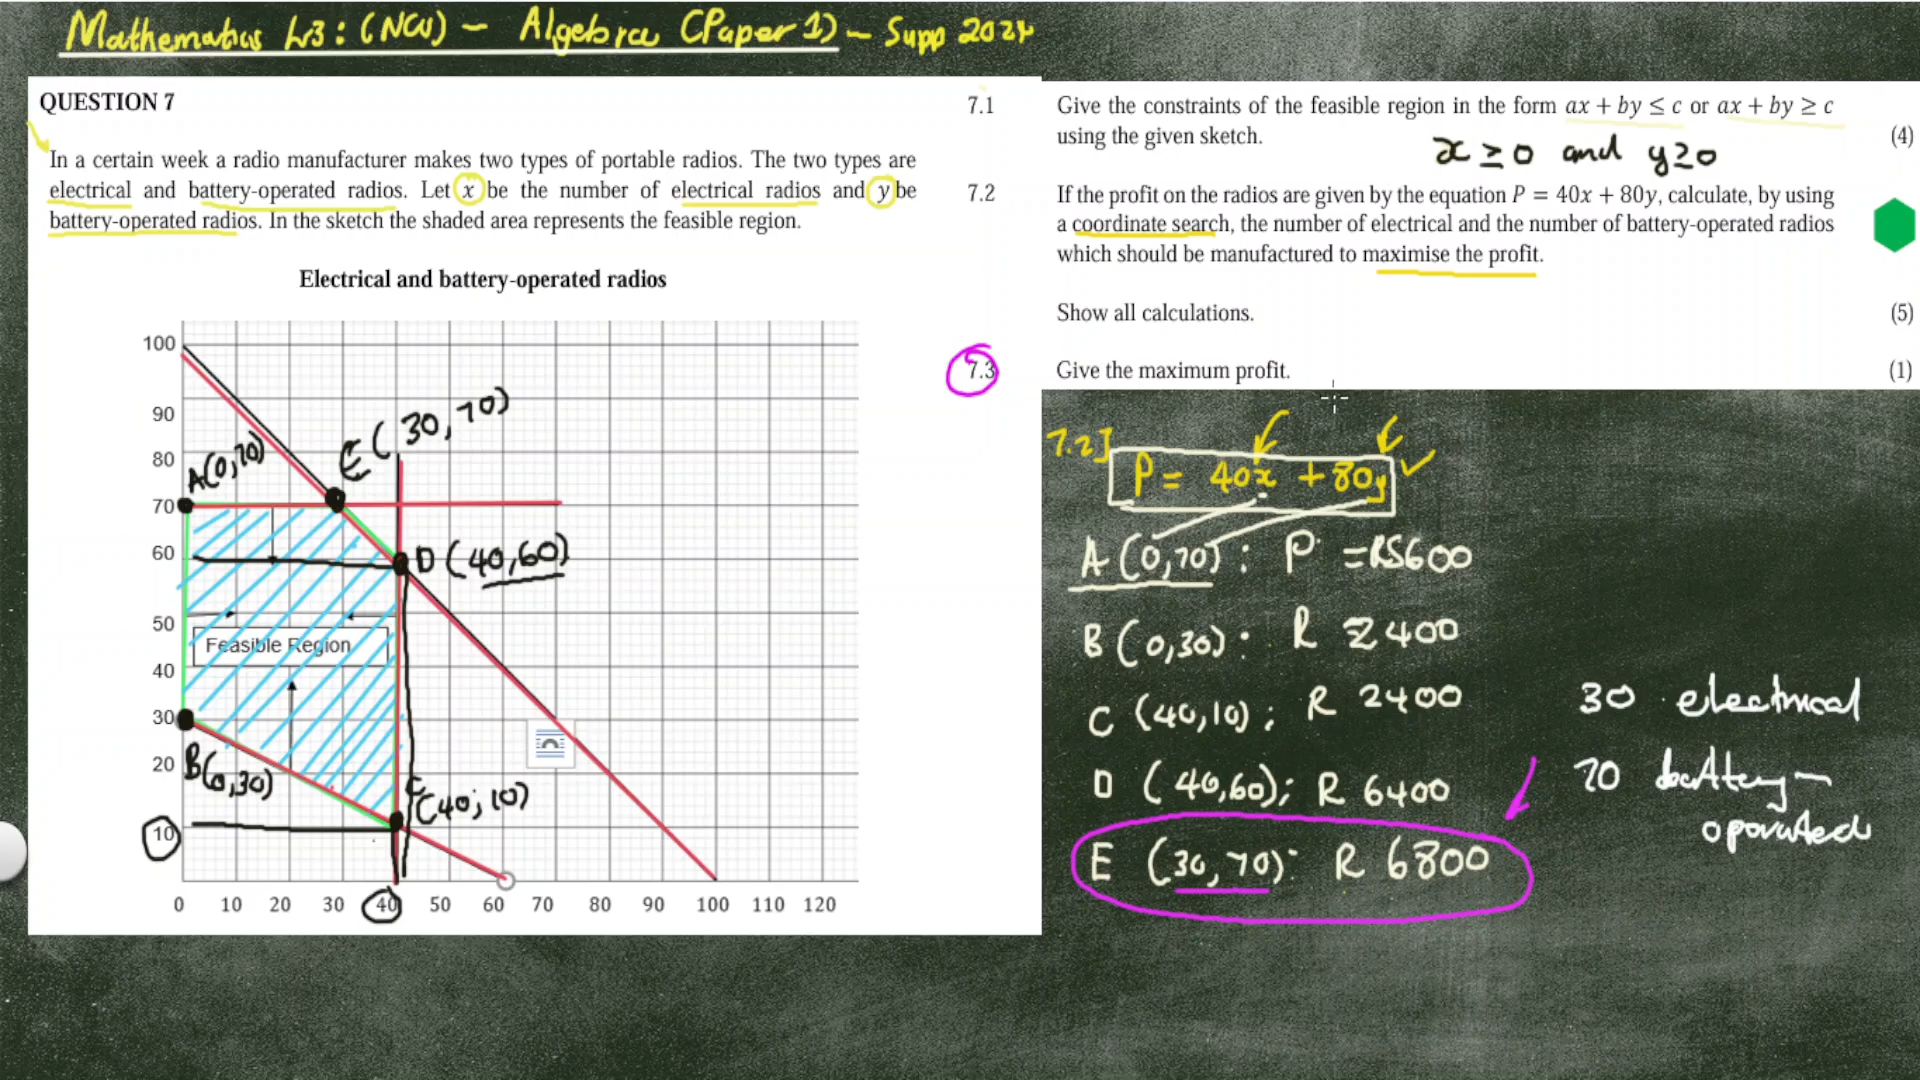 Mathematics L3: (NCV) - Algebra (Paper 1) - Supp 2024
QUESTION 7
In a certain week a radio manufacturer makes two types of portable radios. The two types are
electrical and battery-operated radios. Let x be the number of electrical radios and y be
battery-operated radios. In the sketch the shaded area represents the feasible region.
Electrical and battery-operated radios
100
90
80
70
60
50
40
30
20
10
0 10 20 30 40 50 60 70 80 90 100 110 120
A(0,70)
E(30,70)
D(40,60)
Feasible Region
B(0,30)
C(40,10)
7.1 Give the constraints of the feasible region in the form ax + by ≤ c or ax + by ≥ c
using the given sketch. (4)
x ≥ 0 and y ≥ 0
7.2 If the profit on the radios are given by the equation P = 40x + 80y, calculate, by using
a coordinate search, the number of electrical and the number of battery-operated radios
which should be manufactured to maximise the profit.
Show all calculations. (5)
7.3 Give the maximum profit. (1)
7.2] P = 40x + 80y ✓
A (0,70) : P = R5600
B (0,30) : R 2400
C (40,10) ; R 2400
D (40,60) ; R 6400
E (30,70) : R 6800
30 electrical
70 battery-
operated